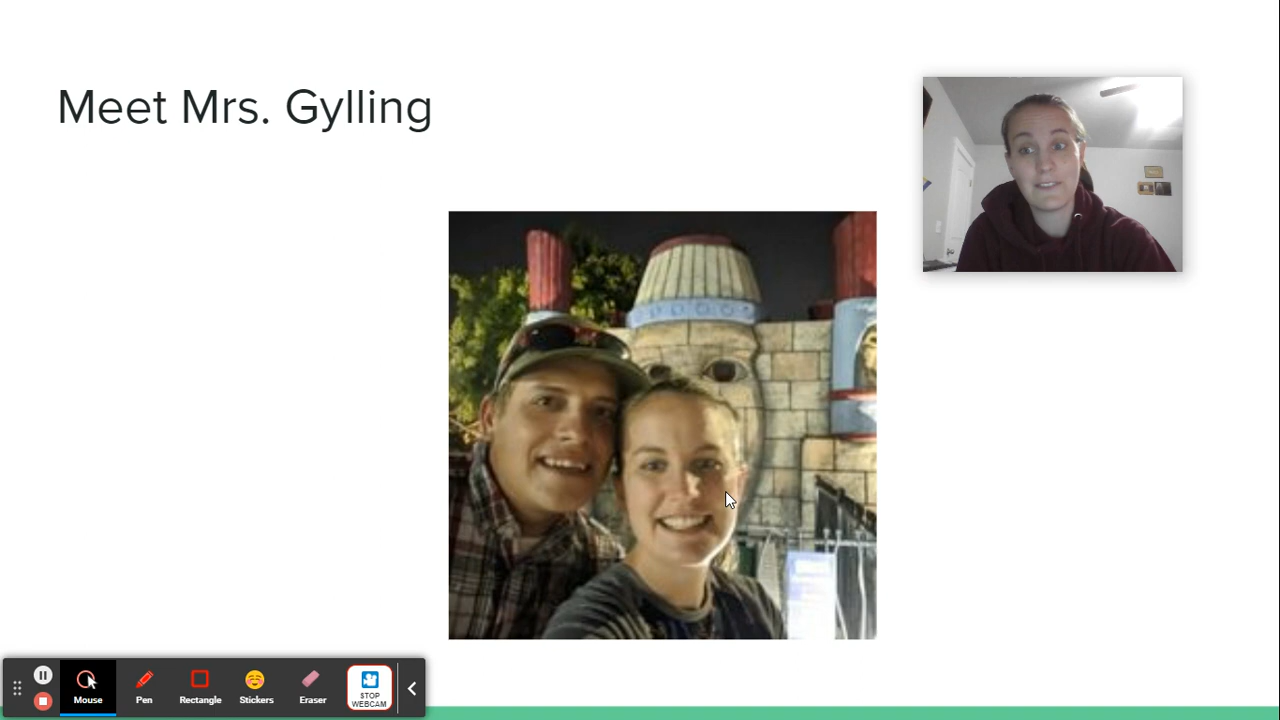 Meet Mrs. Gylling
Mouse
Pen
Rectangle
Stickers
Eraser
STOP
WEBCAM